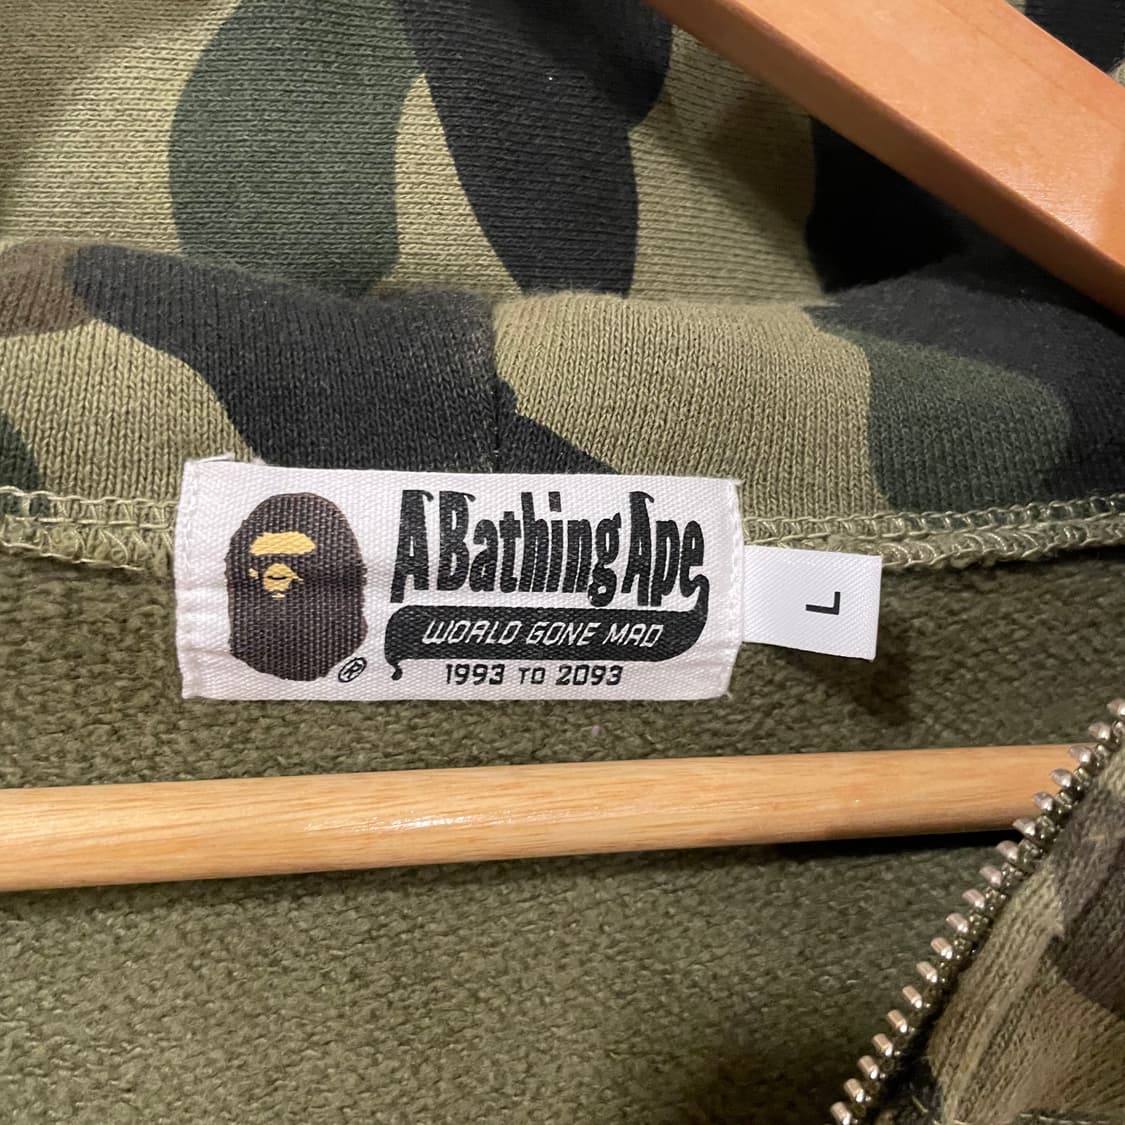 A Bathing Ape
WORLD GONE MAD
1993 TO 2093
®
L